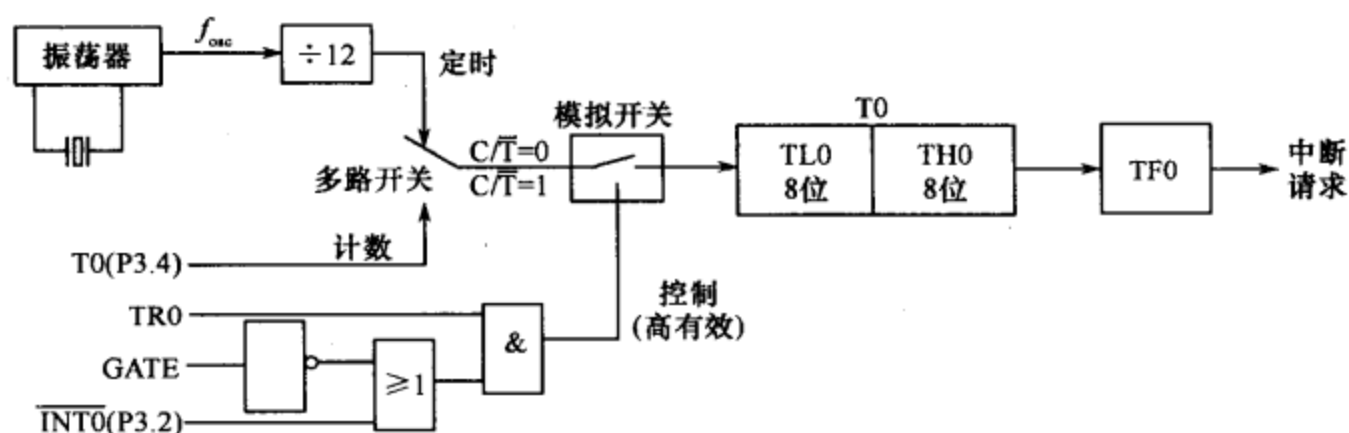 振荡器
fosc
÷12
定时
多路开关
C/T̅=0
C/T̅=1
模拟开关
T0
TL0
8位
TH0
8位
TF0
中断
请求
T0(P3.4)
计数
控制
(高有效)
TR0
GATE
I̅N̅T̅0̅(P3.2)
≥1
&